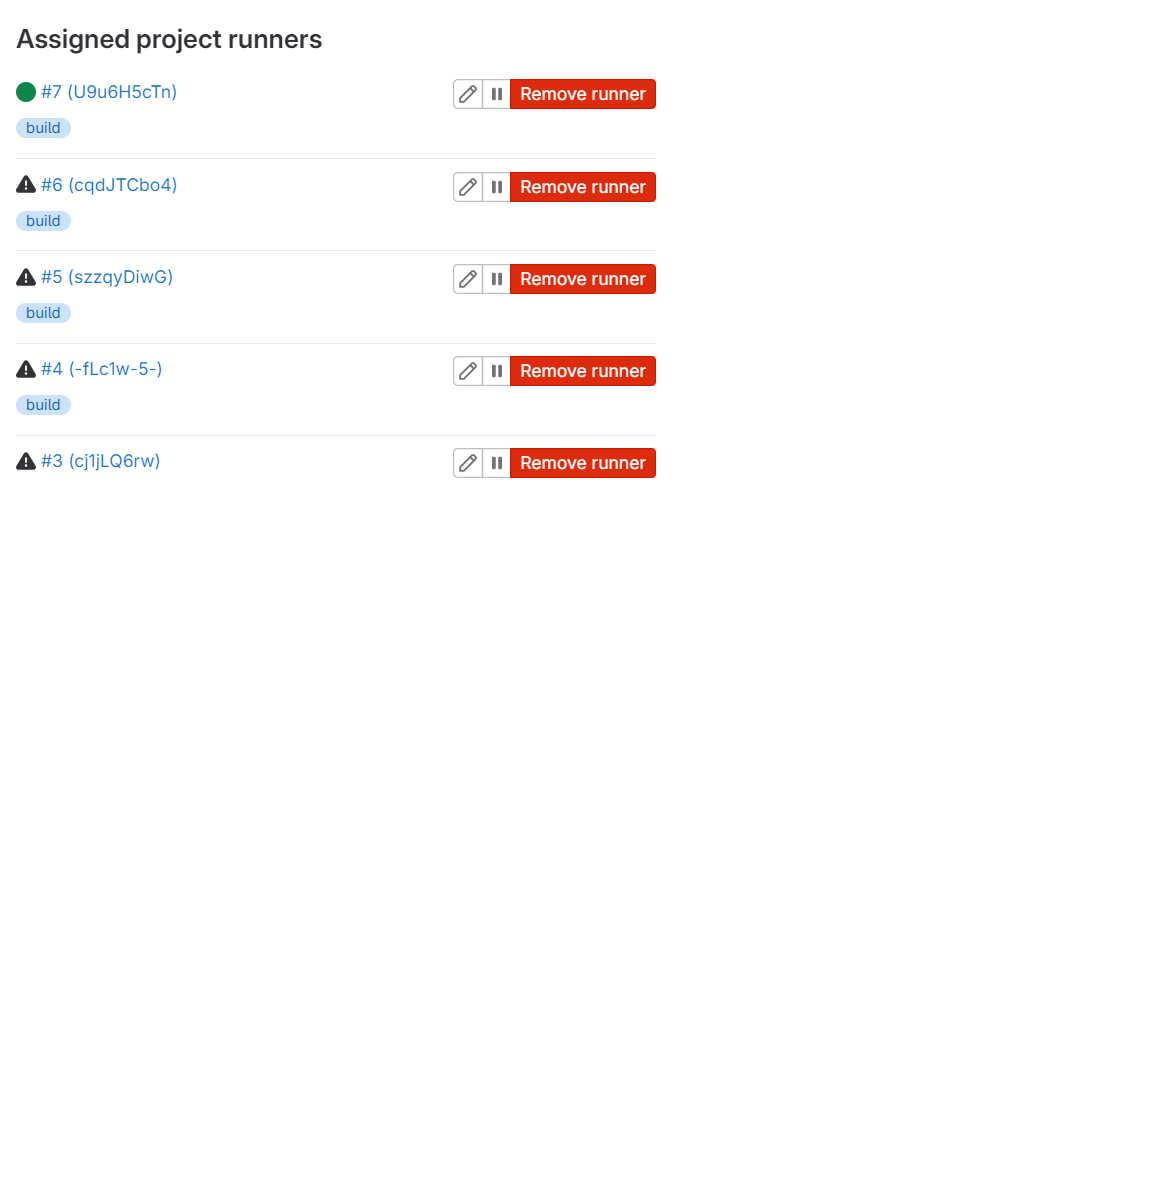 Assigned project runners
#7 (U9u6H5cTn) Remove runner
build
#6 (cqdJTCbo4) Remove runner
build
#5 (szzqyDiwG) Remove runner
build
#4 (-fLc1w-5-) Remove runner
build
#3 (cj1jLQ6rw) Remove runner